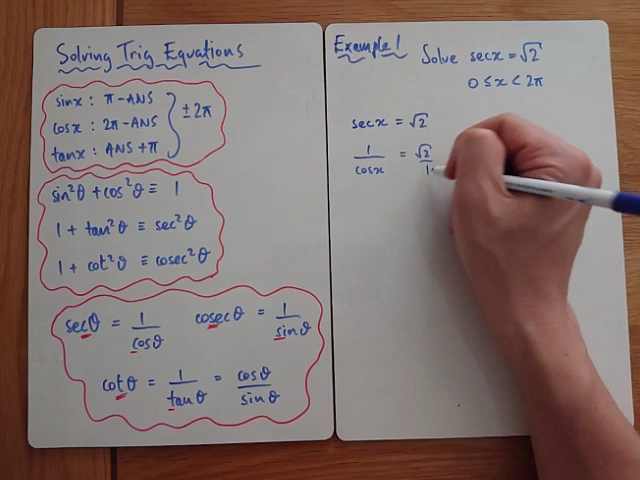 Solving Trig Equations
sinx : π - ANS
cosx : 2π - ANS
tanx : ANS + π
± 2π
sin²θ + cos²θ ≡ 1
1 + tan²θ ≡ sec²θ
1 + cot²θ ≡ cosec²θ
secθ = 1/cosθ cosecθ = 1/sinθ
cotθ = 1/tanθ = cosθ/sinθ
Example 1 Solve secx = √2
0 ≤ x < 2π
secx = √2
1/cosx = √2/1